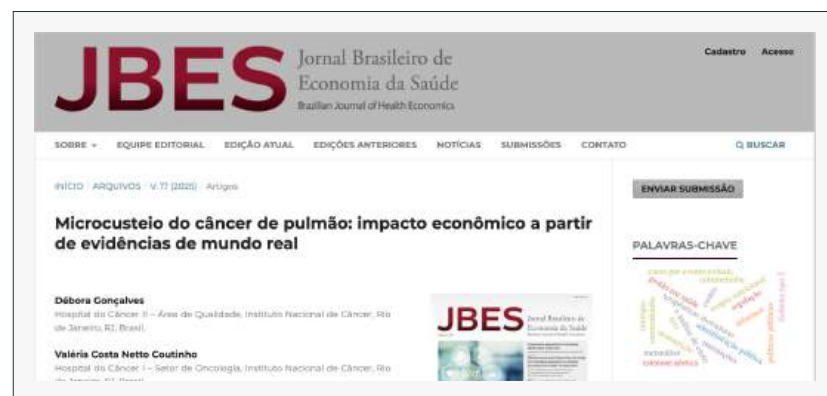 JBES
Jornal Brasileiro de
Economia da Saúde
Brazilian Journal of Health Economics
Cadastro Acesso
SOBRE EQUIPE EDITORIAL EDIÇÃO ATUAL EDIÇÕES ANTERIORES NOTÍCIAS SUBMISSÕES CONTATO BUSCAR
INÍCIO / ARQUIVOS / V. 17 (2025) / Artigos
Microcusteio do câncer de pulmão: impacto econômico a partir
de evidências de mundo real
Débora Gonçalves
Hospital do Câncer II – Área de Qualidade, Instituto Nacional de Câncer, Rio
de Janeiro, RJ, Brasil.
Valéria Costa Netto Coutinho
Hospital do Câncer I – Setor de Oncologia, Instituto Nacional de Câncer, Rio
de Janeiro, RJ, Brasil.
JBES
Jornal Brasileiro de
Economia da Saúde
ENVIAR SUBMISSÃO
PALAVRAS-CHAVE